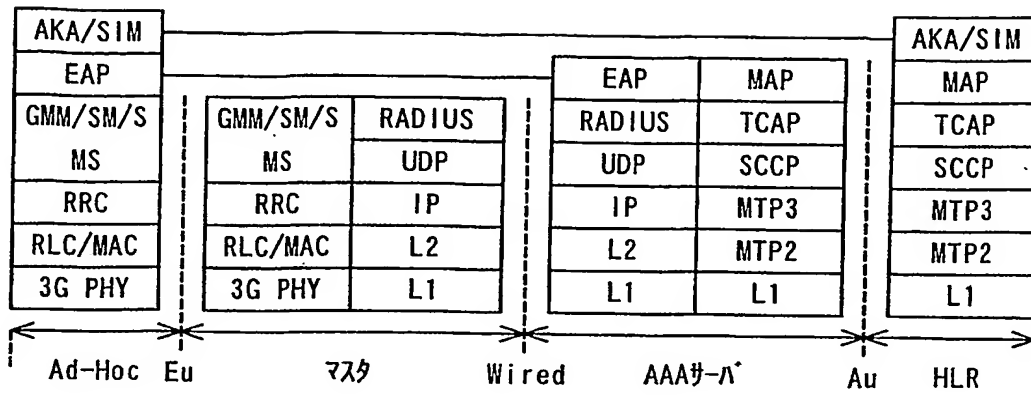 AKA/SIM
EAP
GMM/SM/S
MS
RRC
RLC/MAC
3G PHY
GMM/SM/S
MS
RRC
RLC/MAC
3G PHY
RADIUS
UDP
IP
L2
L1
EAP
RADIUS
UDP
IP
L2
L1
MAP
TCAP
SCCP
MTP3
MTP2
L1
AKA/SIM
MAP
TCAP
SCCP
MTP3
MTP2
L1
Ad-Hoc Eu マスタ Wired AAAサーバ Au HLR